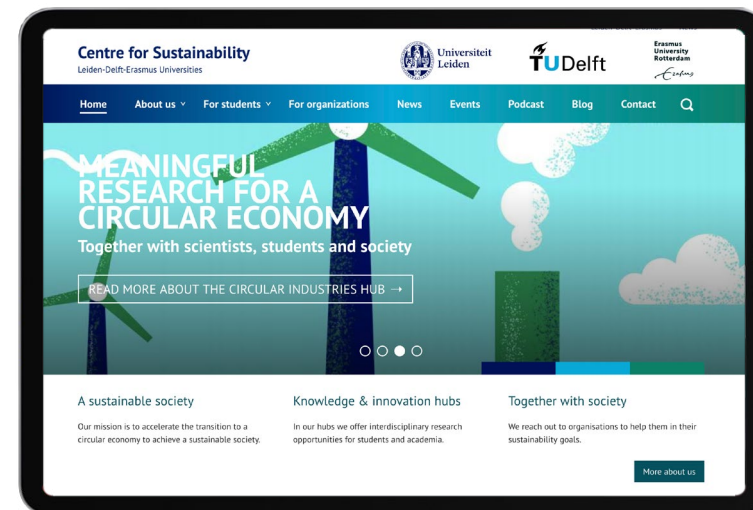 Centre for Sustainability
Leiden-Delft-Erasmus Universities
Universiteit
Leiden
TUDelft
Erasmus
University
Rotterdam
Erasmus
Home About us For students For organizations News Events Podcast Blog Contact
MEANINGFUL
RESEARCH FOR A
CIRCULAR ECONOMY
Together with scientists, students and society
READ MORE ABOUT THE CIRCULAR INDUSTRIES HUB →
A sustainable society
Our mission is to accelerate the transition to a
circular economy to achieve a sustainable society.
Knowledge & innovation hubs
In our hubs we offer interdisciplinary research
opportunities for students and academia.
Together with society
We reach out to organisations to help them in their
sustainability goals.
More about us